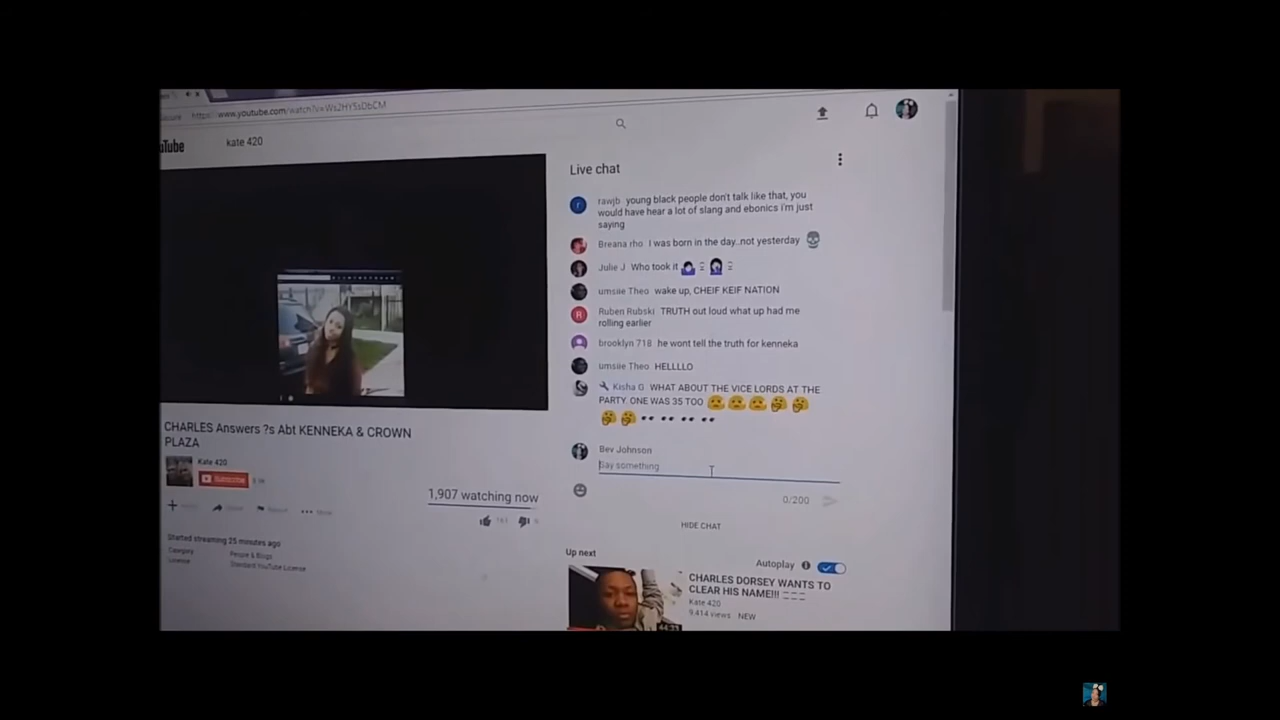 https://www.youtube.com/watch?v=Ws2HYSsD6CM
uTube
kate 420
Live chat
rawjb young black people don't talk like that, you
would have hear a lot of slang and ebonics i'm just
saying
Breana rho I was born in the day..not yesterday
Julie J Who took it
umsiie Theo wake up, CHEIF KEIF NATION
Ruben Rubski TRUTH out loud what up had me
rolling earlier
brooklyn 718 he wont tell the truth for kenneka
umsiie Theo HELLLLO
Kisha G WHAT ABOUT THE VICE LORDS AT THE
PARTY. ONE WAS 35 TOO
Bev Johnson
Say something
0/200
HIDE CHAT
CHARLES Answers ?s Abt KENNEKA & CROWN
PLAZA
Kate 420
SUBSCRIBE
1,907 watching now
More
Started streaming 25 minutes ago
Category People & Blogs
License Standard YouTube License
Up next
Autoplay
CHARLES DORSEY WANTS TO
CLEAR HIS NAME!!!
Kate 420
9,414 views NEW
44:33